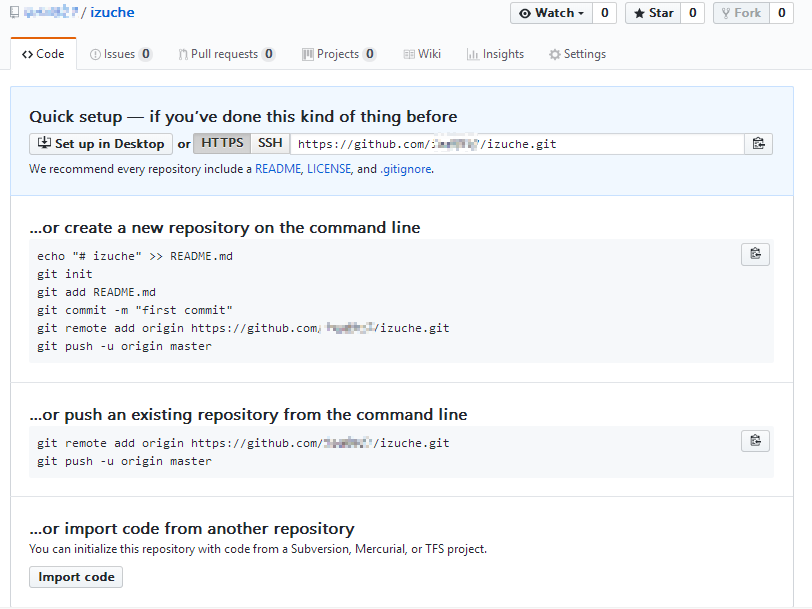 / izuche
Watch 0 Star 0 Fork 0
Code Issues 0 Pull requests 0 Projects 0 Wiki Insights Settings
Quick setup — if you've done this kind of thing before
Set up in Desktop or HTTPS SSH https://github.com/ /izuche.git
We recommend every repository include a README, LICENSE, and .gitignore.
...or create a new repository on the command line
echo "# izuche" >> README.md
git init
git add README.md
git commit -m "first commit"
git remote add origin https://github.com/ /izuche.git
git push -u origin master
...or push an existing repository from the command line
git remote add origin https://github.com/ /izuche.git
git push -u origin master
...or import code from another repository
You can initialize this repository with code from a Subversion, Mercurial, or TFS project.
Import code